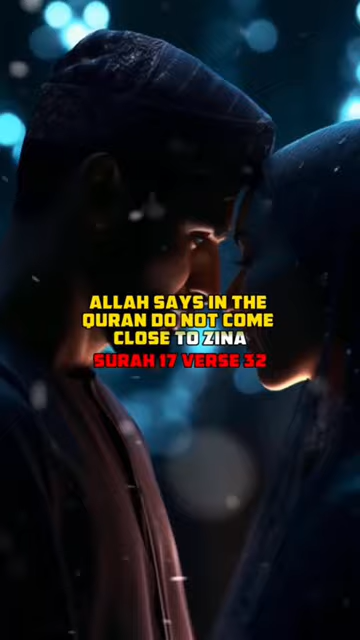 ALLAH SAYS IN THE
QURAN DO NOT COME
CLOSE TO ZINA
SURAH 17 VERSE 32